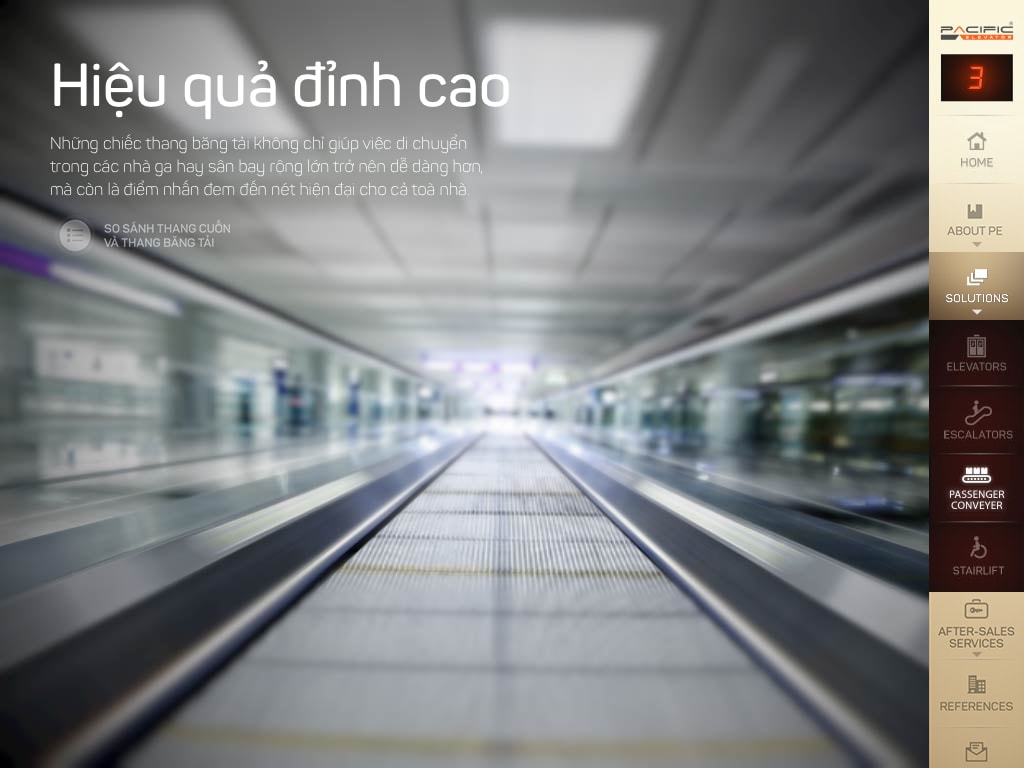 Hiệu quả đỉnh cao
Những chiếc thang băng tải không chỉ giúp việc di chuyển
trong các nhà ga hay sân bay rộng lớn trở nên dễ dàng hơn,
mà còn là điểm nhấn đem đến nét hiện đại cho cả toà nhà.
SO SÁNH THANG CUỐN
VÀ THANG BĂNG TẢI
PACIFIC
ELEVATOR
3
HOME
ABOUT PE
SOLUTIONS
ELEVATORS
ESCALATORS
PASSENGER
CONVEYER
STAIRLIFT
AFTER-SALES
SERVICES
REFERENCES